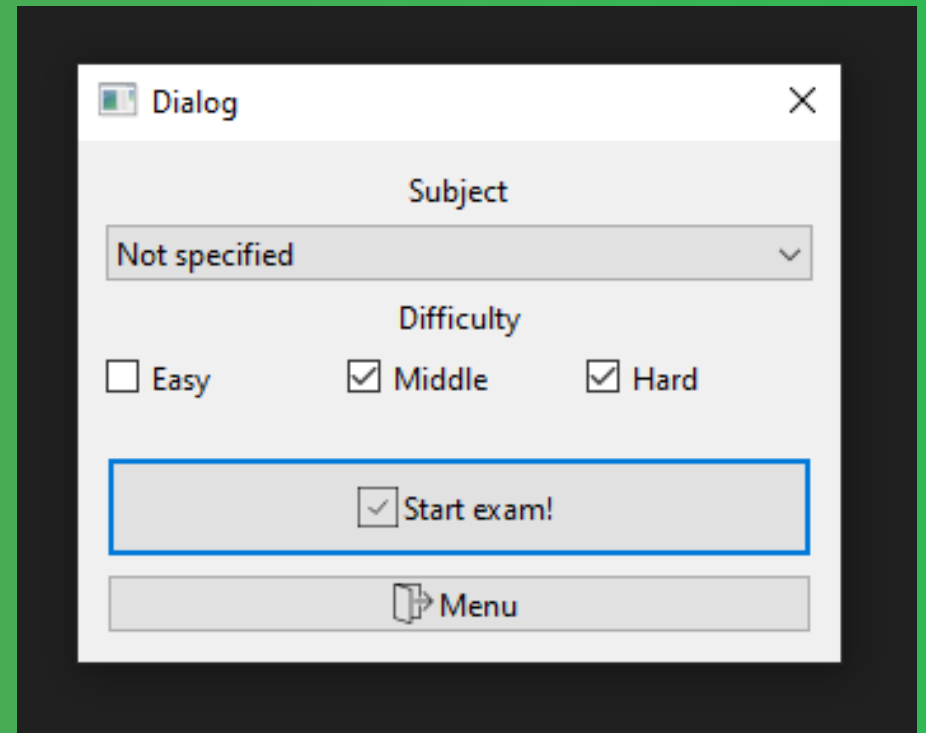 Dialog
Subject
Not specified
Difficulty
Easy Middle Hard
Start exam!
Menu